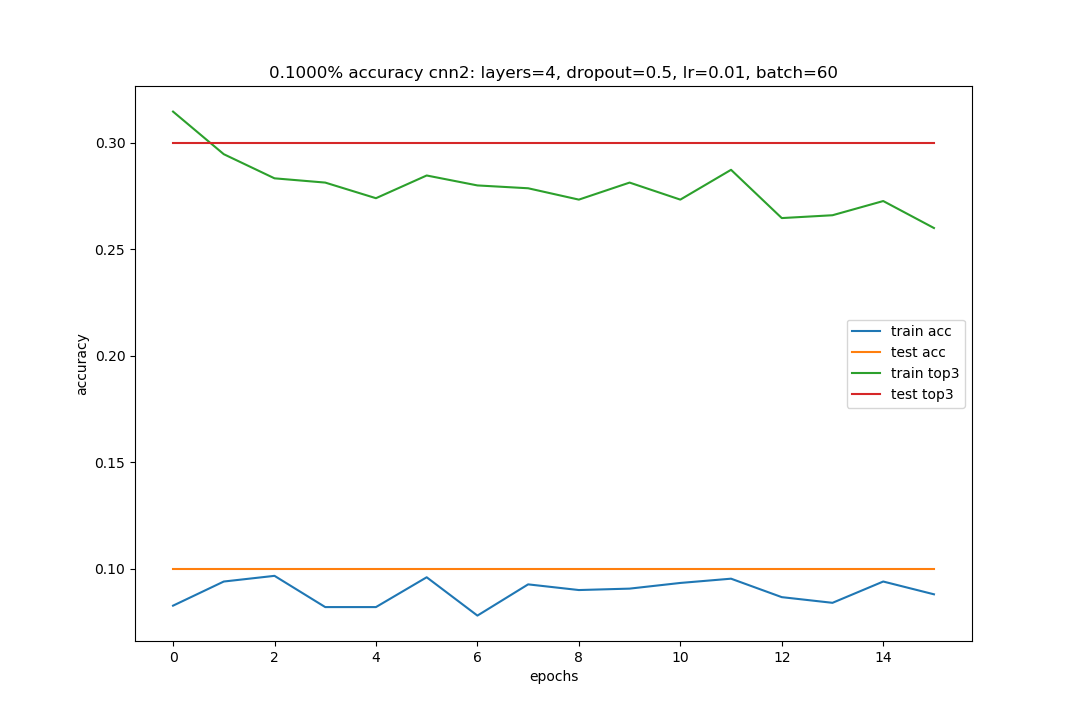 0.1000% accuracy cnn2: layers=4, dropout=0.5, lr=0.01, batch=60
0.30
0.25
0.20
0.15
0.10
accuracy
train acc
test acc
train top3
test top3
0 2 4 6 8 10 12 14
epochs